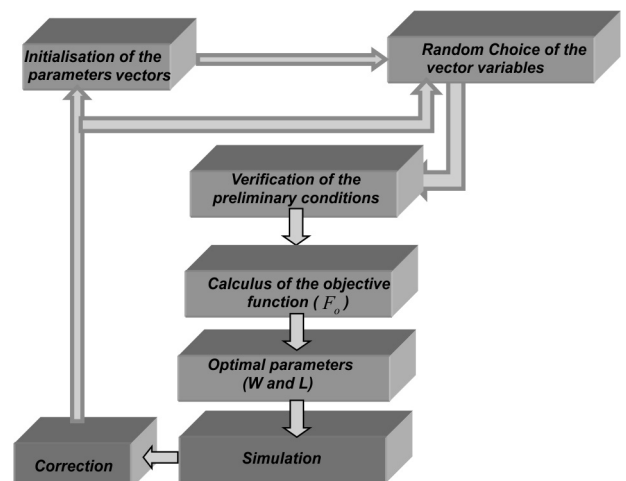 Initialisation of the
parameters vectors
Random Choice of the
vector variables
Verification of the
preliminary conditions
Calculus of the objective
function ( F_o )
Optimal parameters
(W and L)
Simulation
Correction